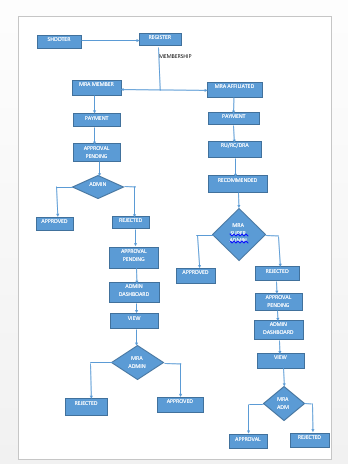 SHOOTER
REGISTER
MEMBERSHIP
MRA MEMBER
MRA AFFILIATED
PAYMENT
PAYMENT
APPROVAL
PENDING
RU/RC/DRA
ADMIN
RECOMMENDED
APPROVED
REJECTED
MRA
APPROVAL
PENDING
APPROVED
REJECTED
ADMIN
DASHBOARD
APPROVAL
PENDING
VIEW
ADMIN
DASHBOARD
MRA
ADMIN
VIEW
REJECTED
APPROVED
MRA
ADM
APPROVAL
REJECTED